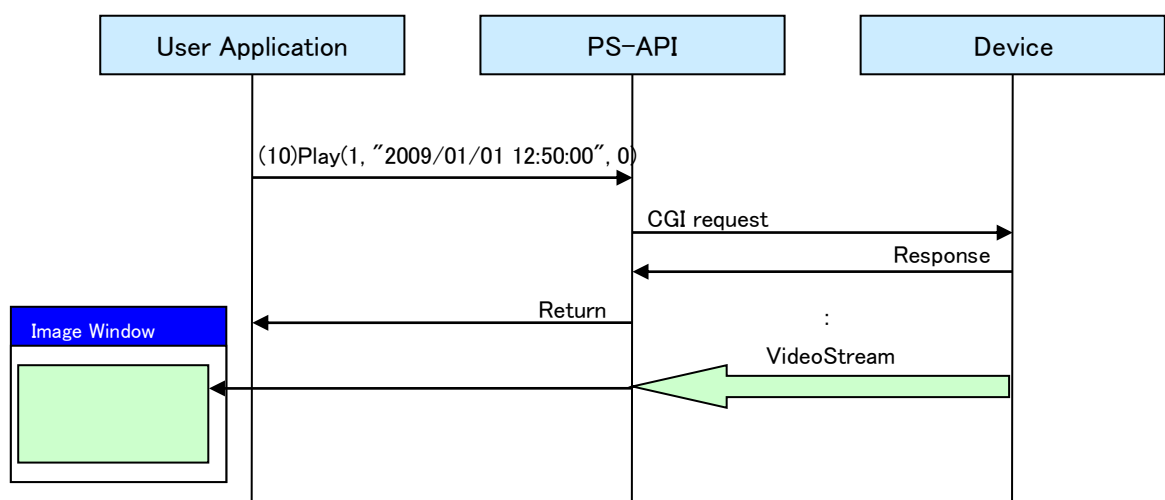 User Application
PS-API
Device
(10)Play(1, "2009/01/01 12:50:00", 0)
CGI request
Response
Return
:
Image Window
VideoStream